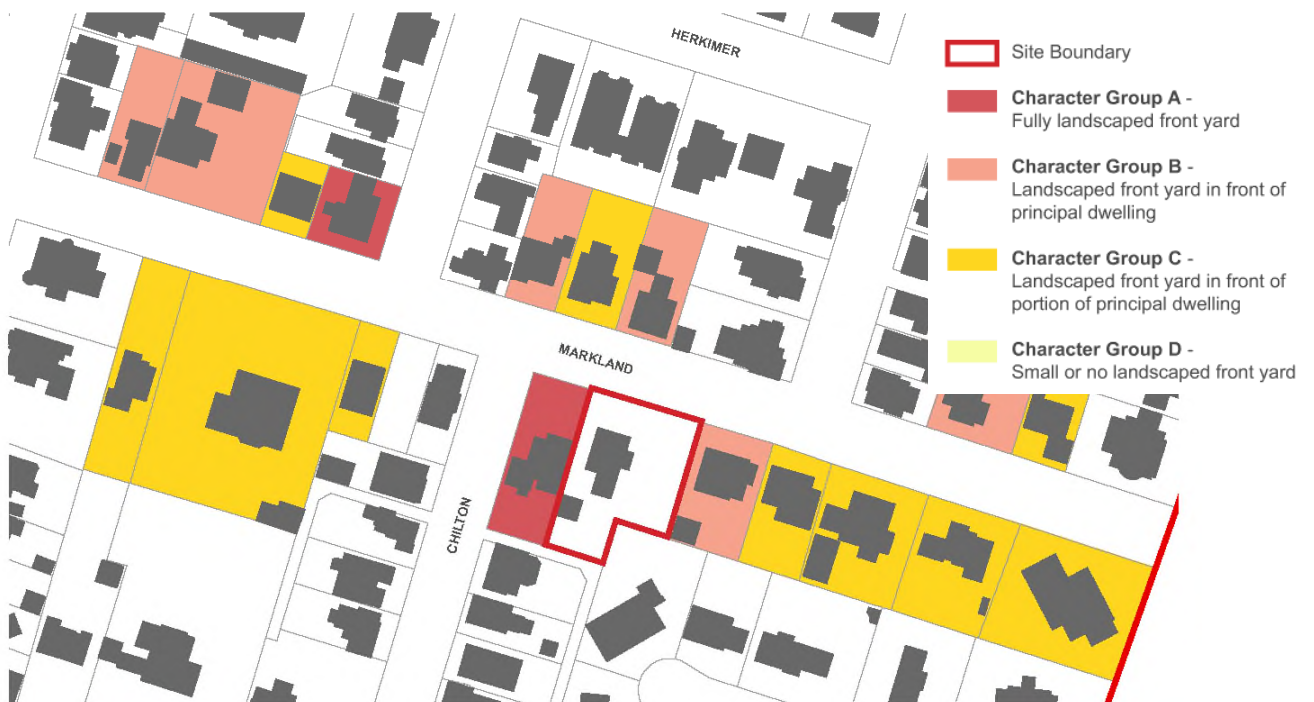 HERKIMER
MARKLAND
CHILTON
Site Boundary
Character Group A -
Fully landscaped front yard
Character Group B -
Landscaped front yard in front of
principal dwelling
Character Group C -
Landscaped front yard in front of
portion of principal dwelling
Character Group D -
Small or no landscaped front yard